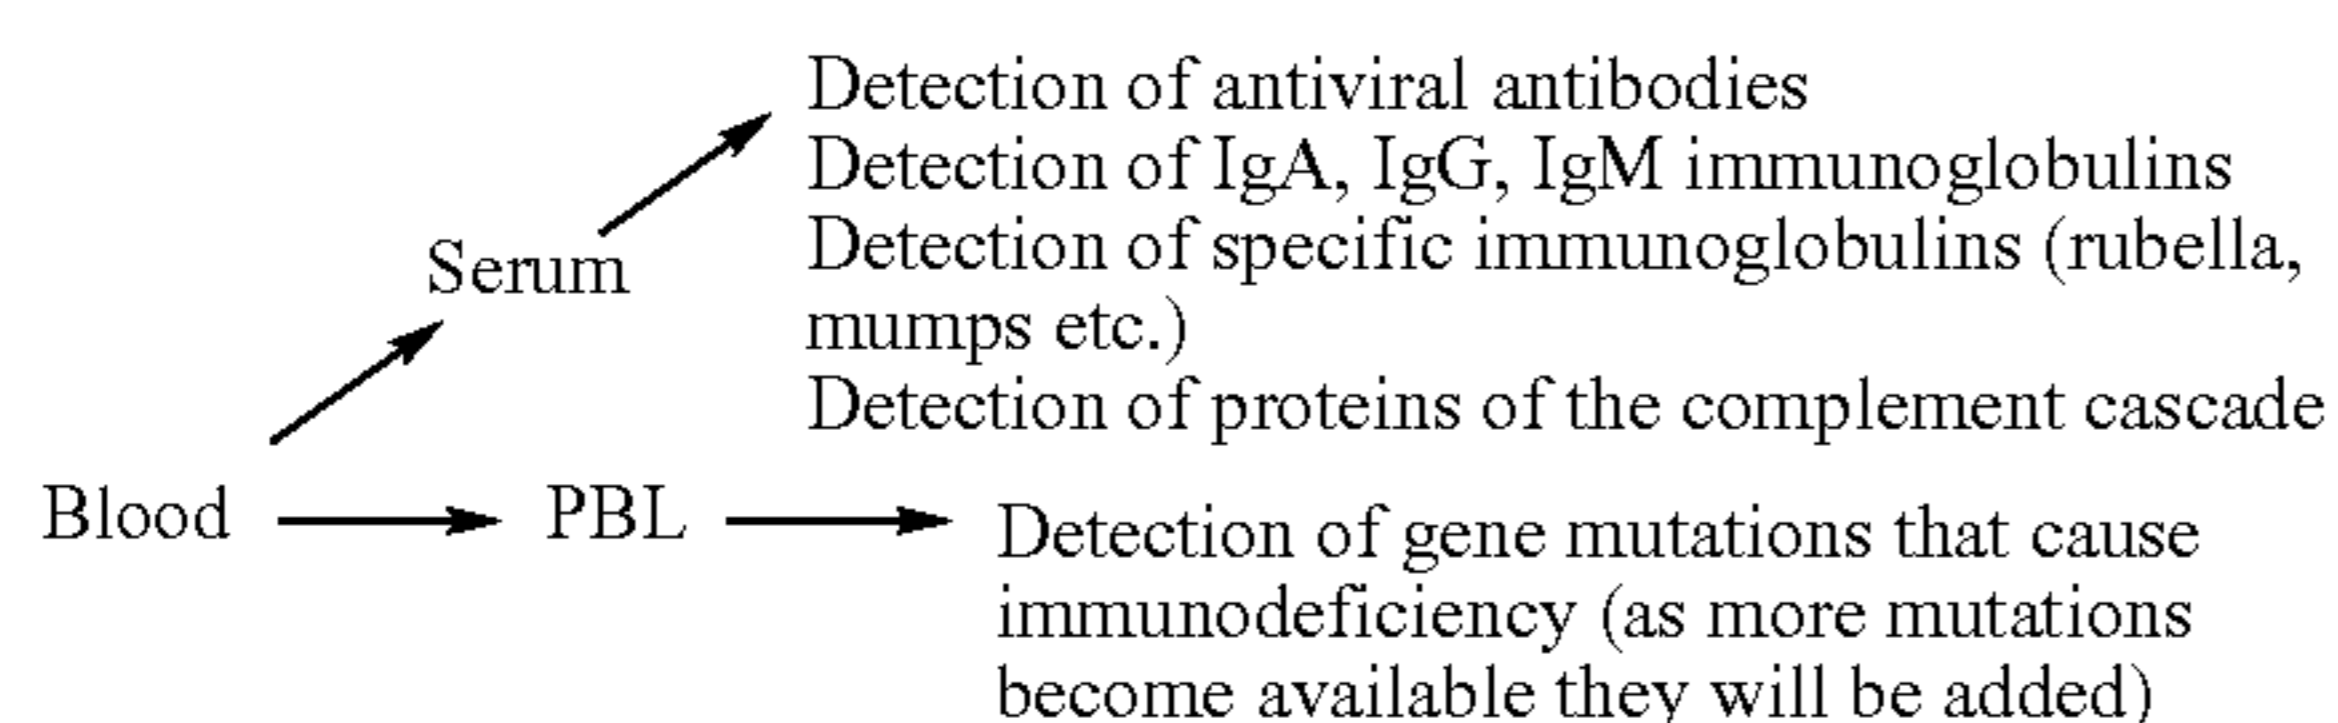 Detection of antiviral antibodies
Detection of IgA, IgG, IgM immunoglobulins
Detection of specific immunoglobulins (rubella,
mumps etc.)
Detection of proteins of the complement cascade
Serum
Blood
PBL
Detection of gene mutations that cause
immunodeficiency (as more mutations
become available they will be added)